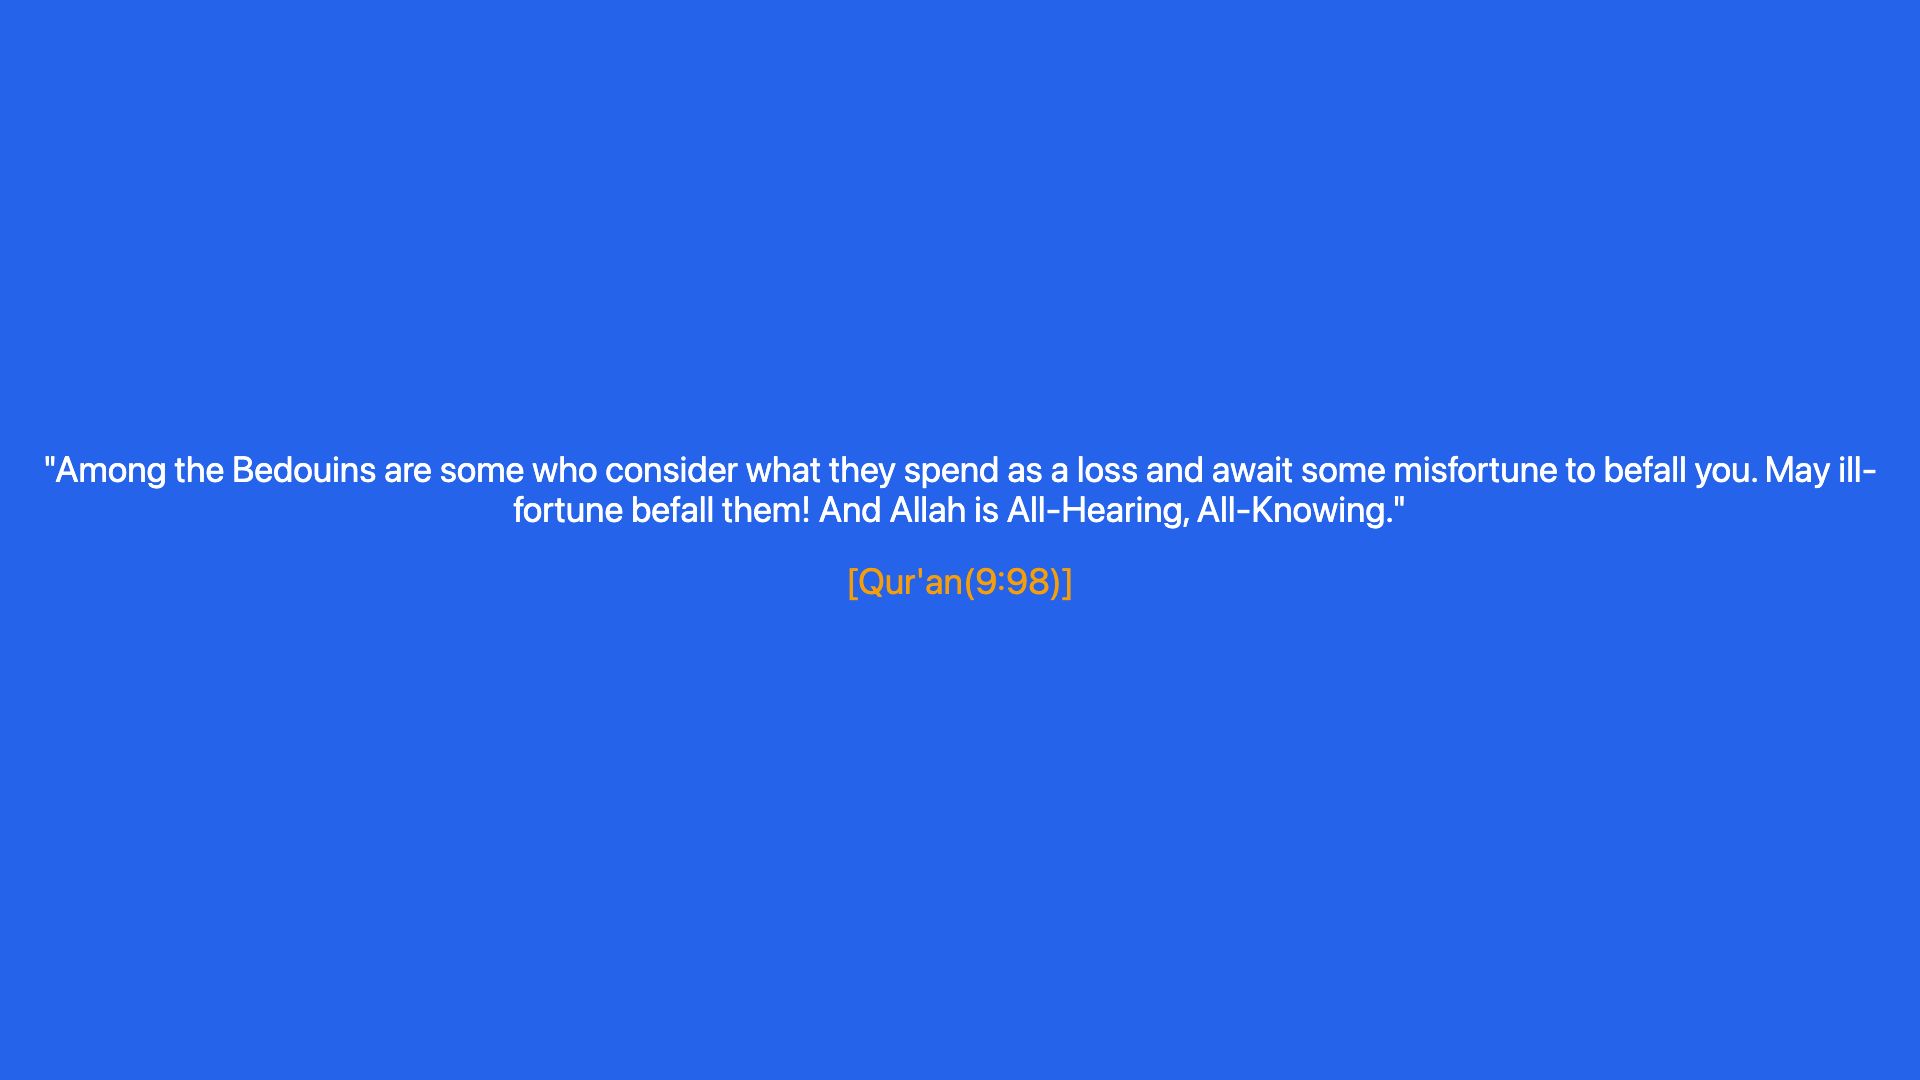 "Among the Bedouins are some who consider what they spend as a loss and await some misfortune to befall you. May ill-
fortune befall them! And Allah is All-Hearing, All-Knowing."
[Qur'an(9:98)]